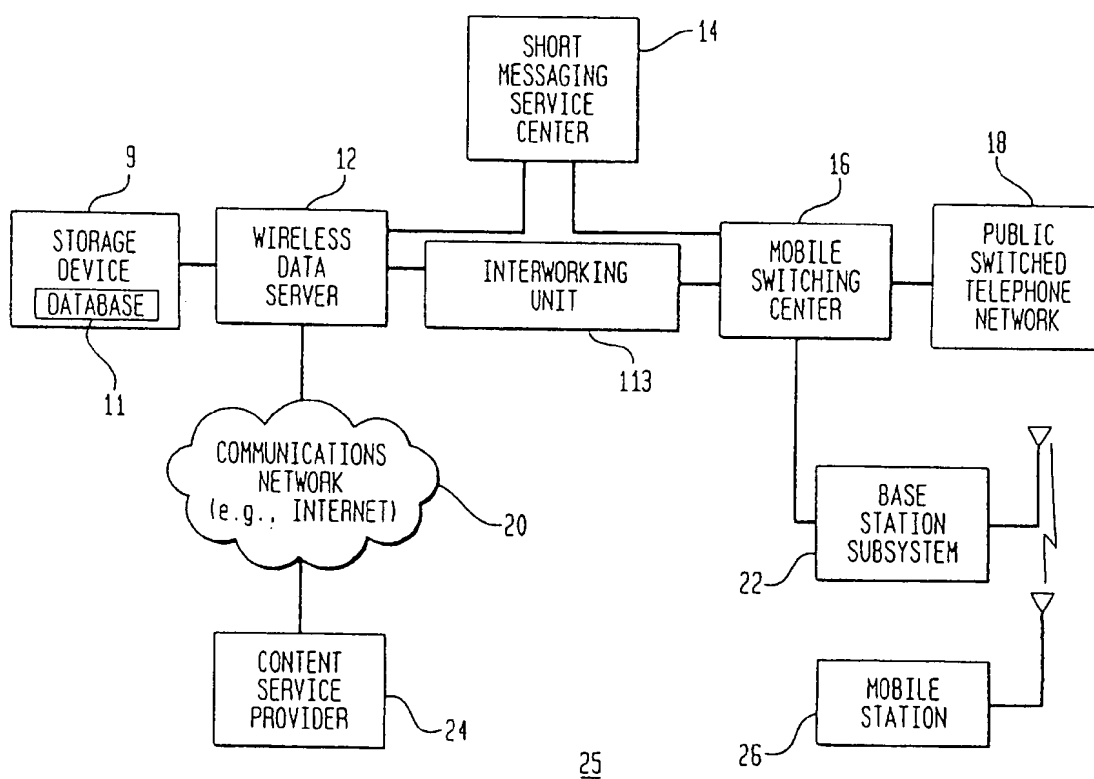 14
SHORT
MESSAGING
SERVICE
CENTER
9
12
16
18
STORAGE
DEVICE
DATABASE
WIRELESS
DATA
SERVER
INTERWORKING
UNIT
MOBILE
SWITCHING
CENTER
PUBLIC
SWITCHED
TELEPHONE
NETWORK
11
113
COMMUNICATIONS
NETWORK
(e.g., INTERNET)
20
BASE
STATION
SUBSYSTEM
22
CONTENT
SERVICE
PROVIDER
24
MOBILE
STATION
26
25